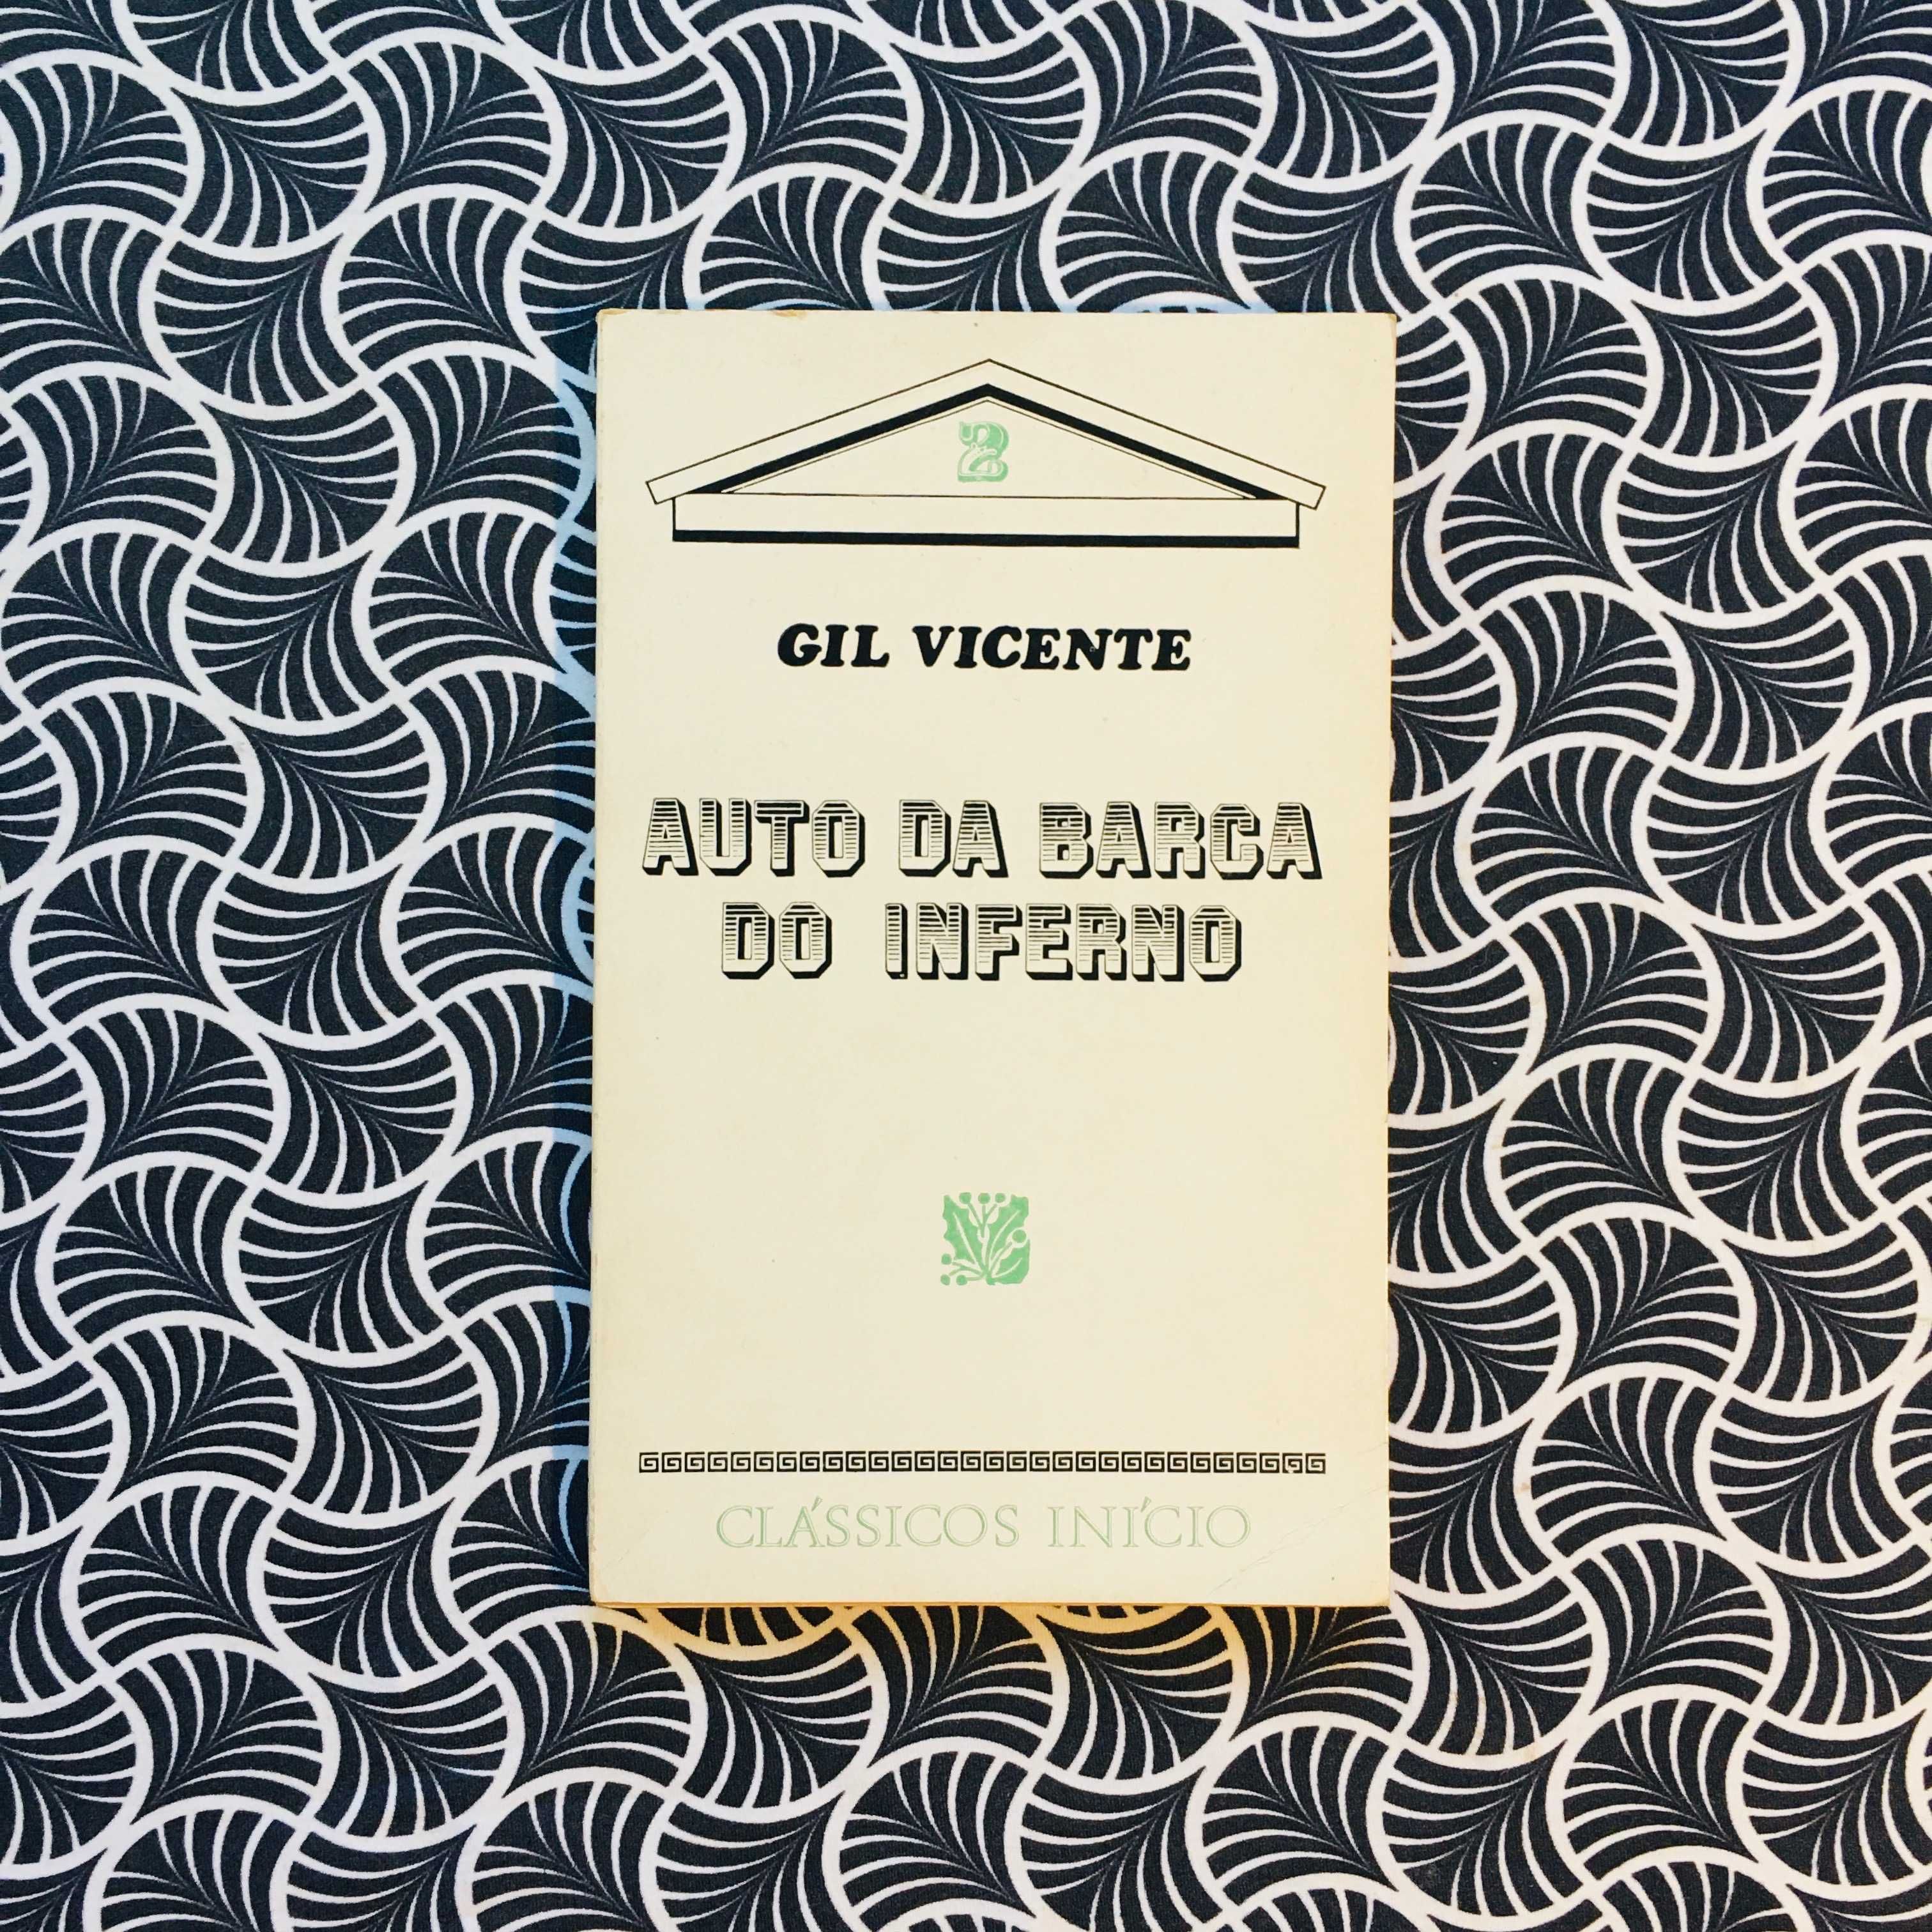 2
GIL VICENTE
AUTO DA BARCA
DO INFERNO
CLÁSSICOS INÍCIO